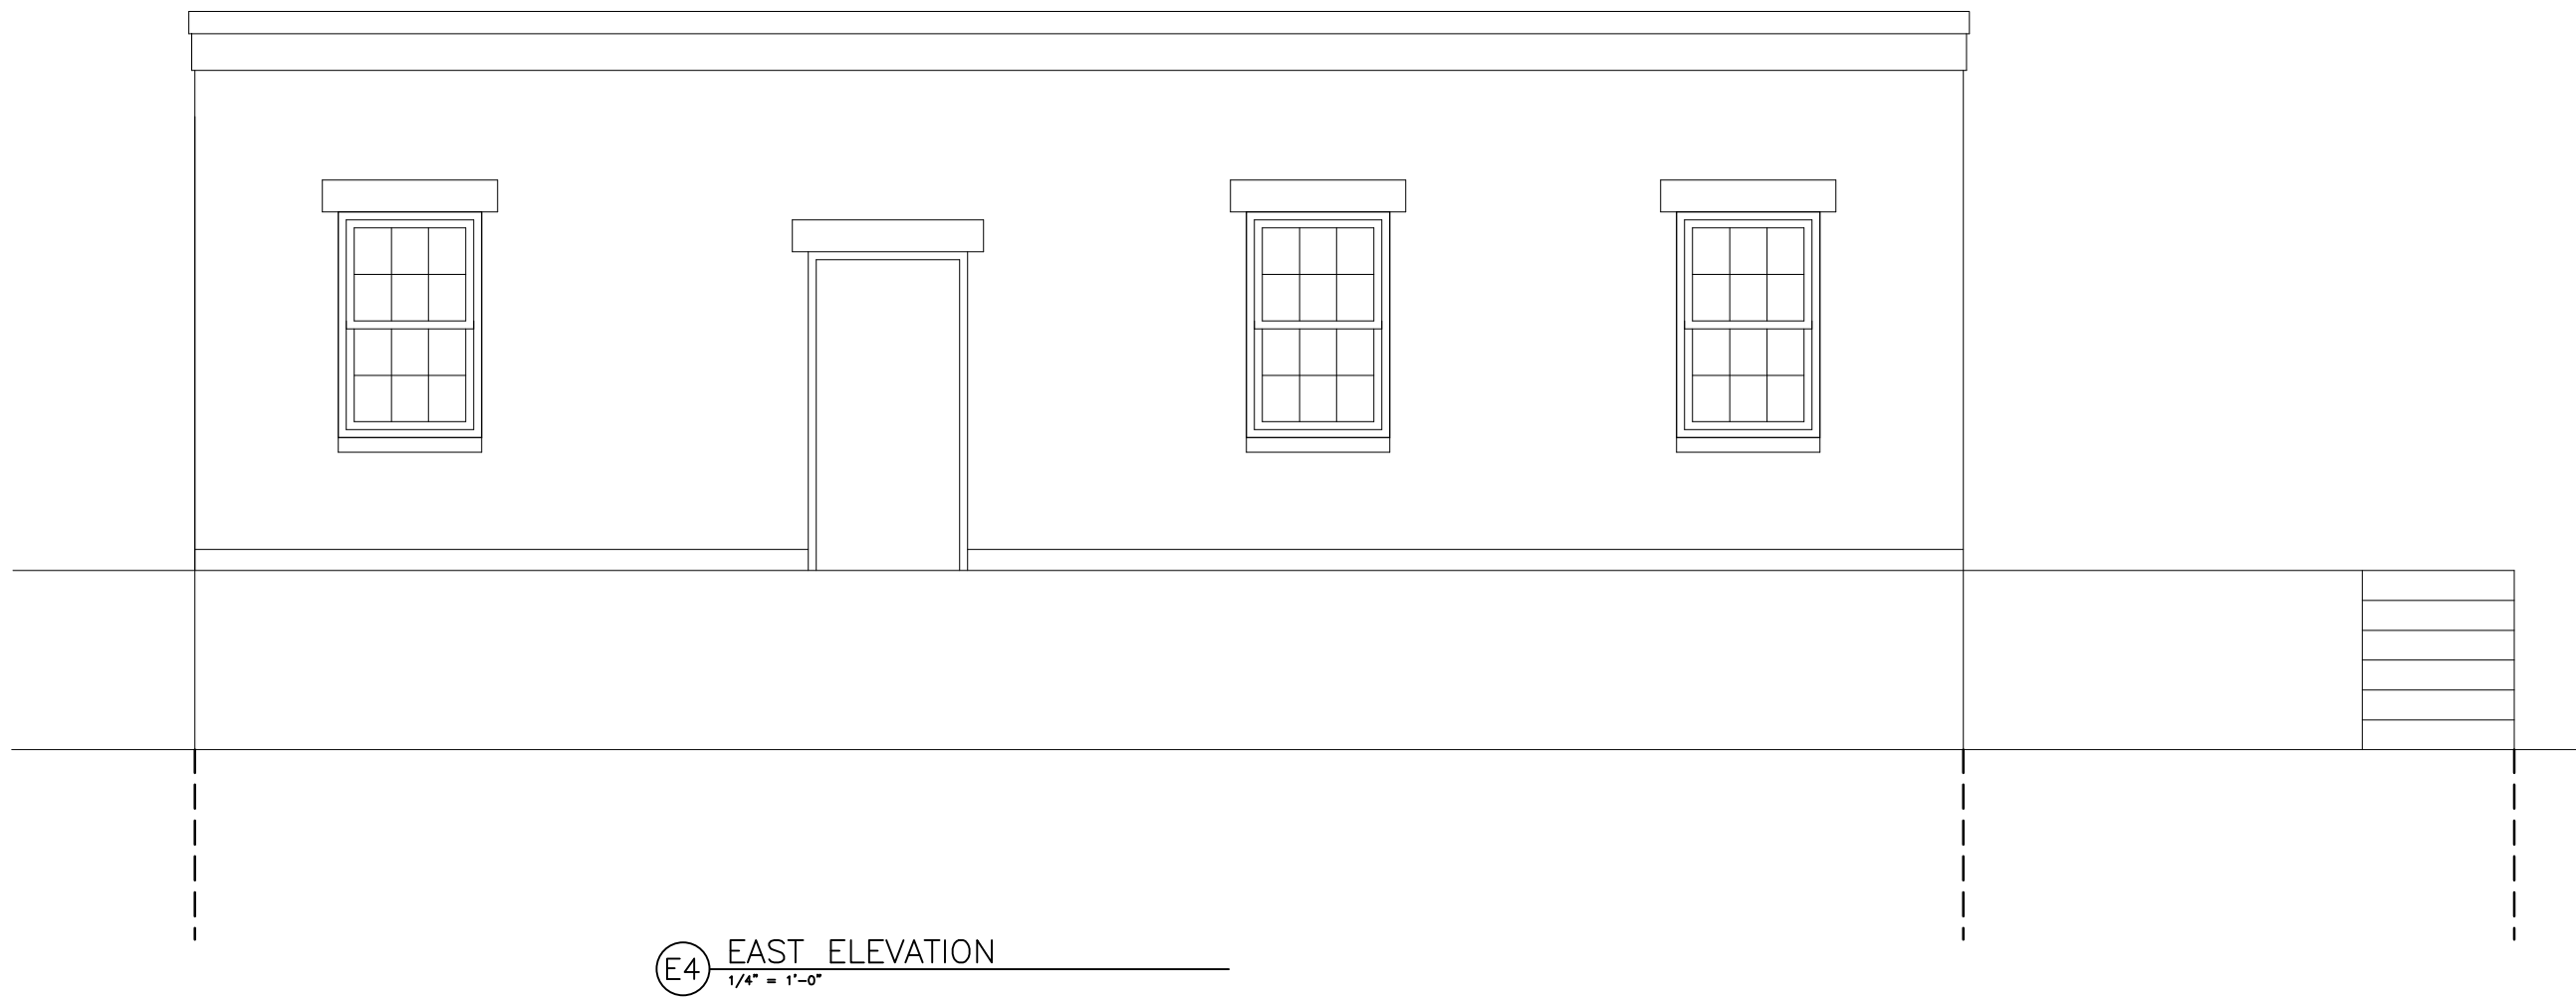 E4 EAST ELEVATION
1/4" = 1'-0"